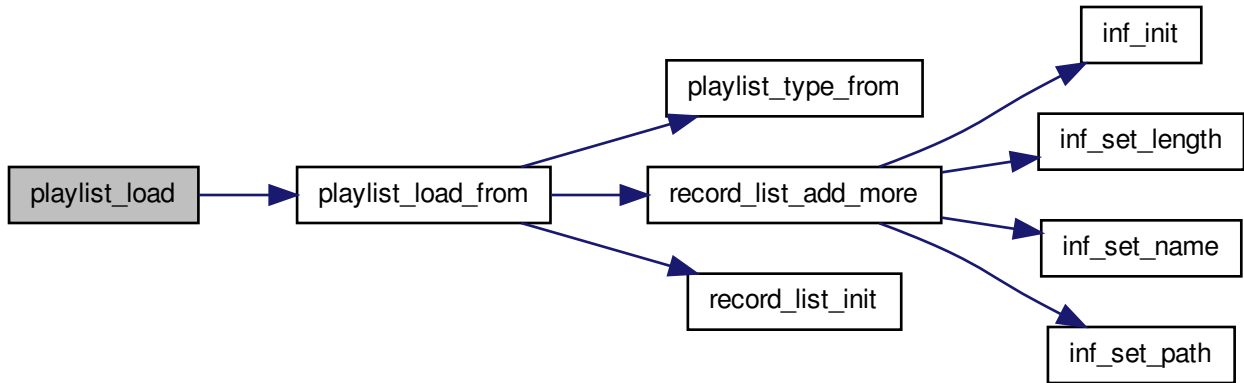 playlist_load
playlist_load_from
playlist_type_from
record_list_add_more
record_list_init
inf_init
inf_set_length
inf_set_name
inf_set_path